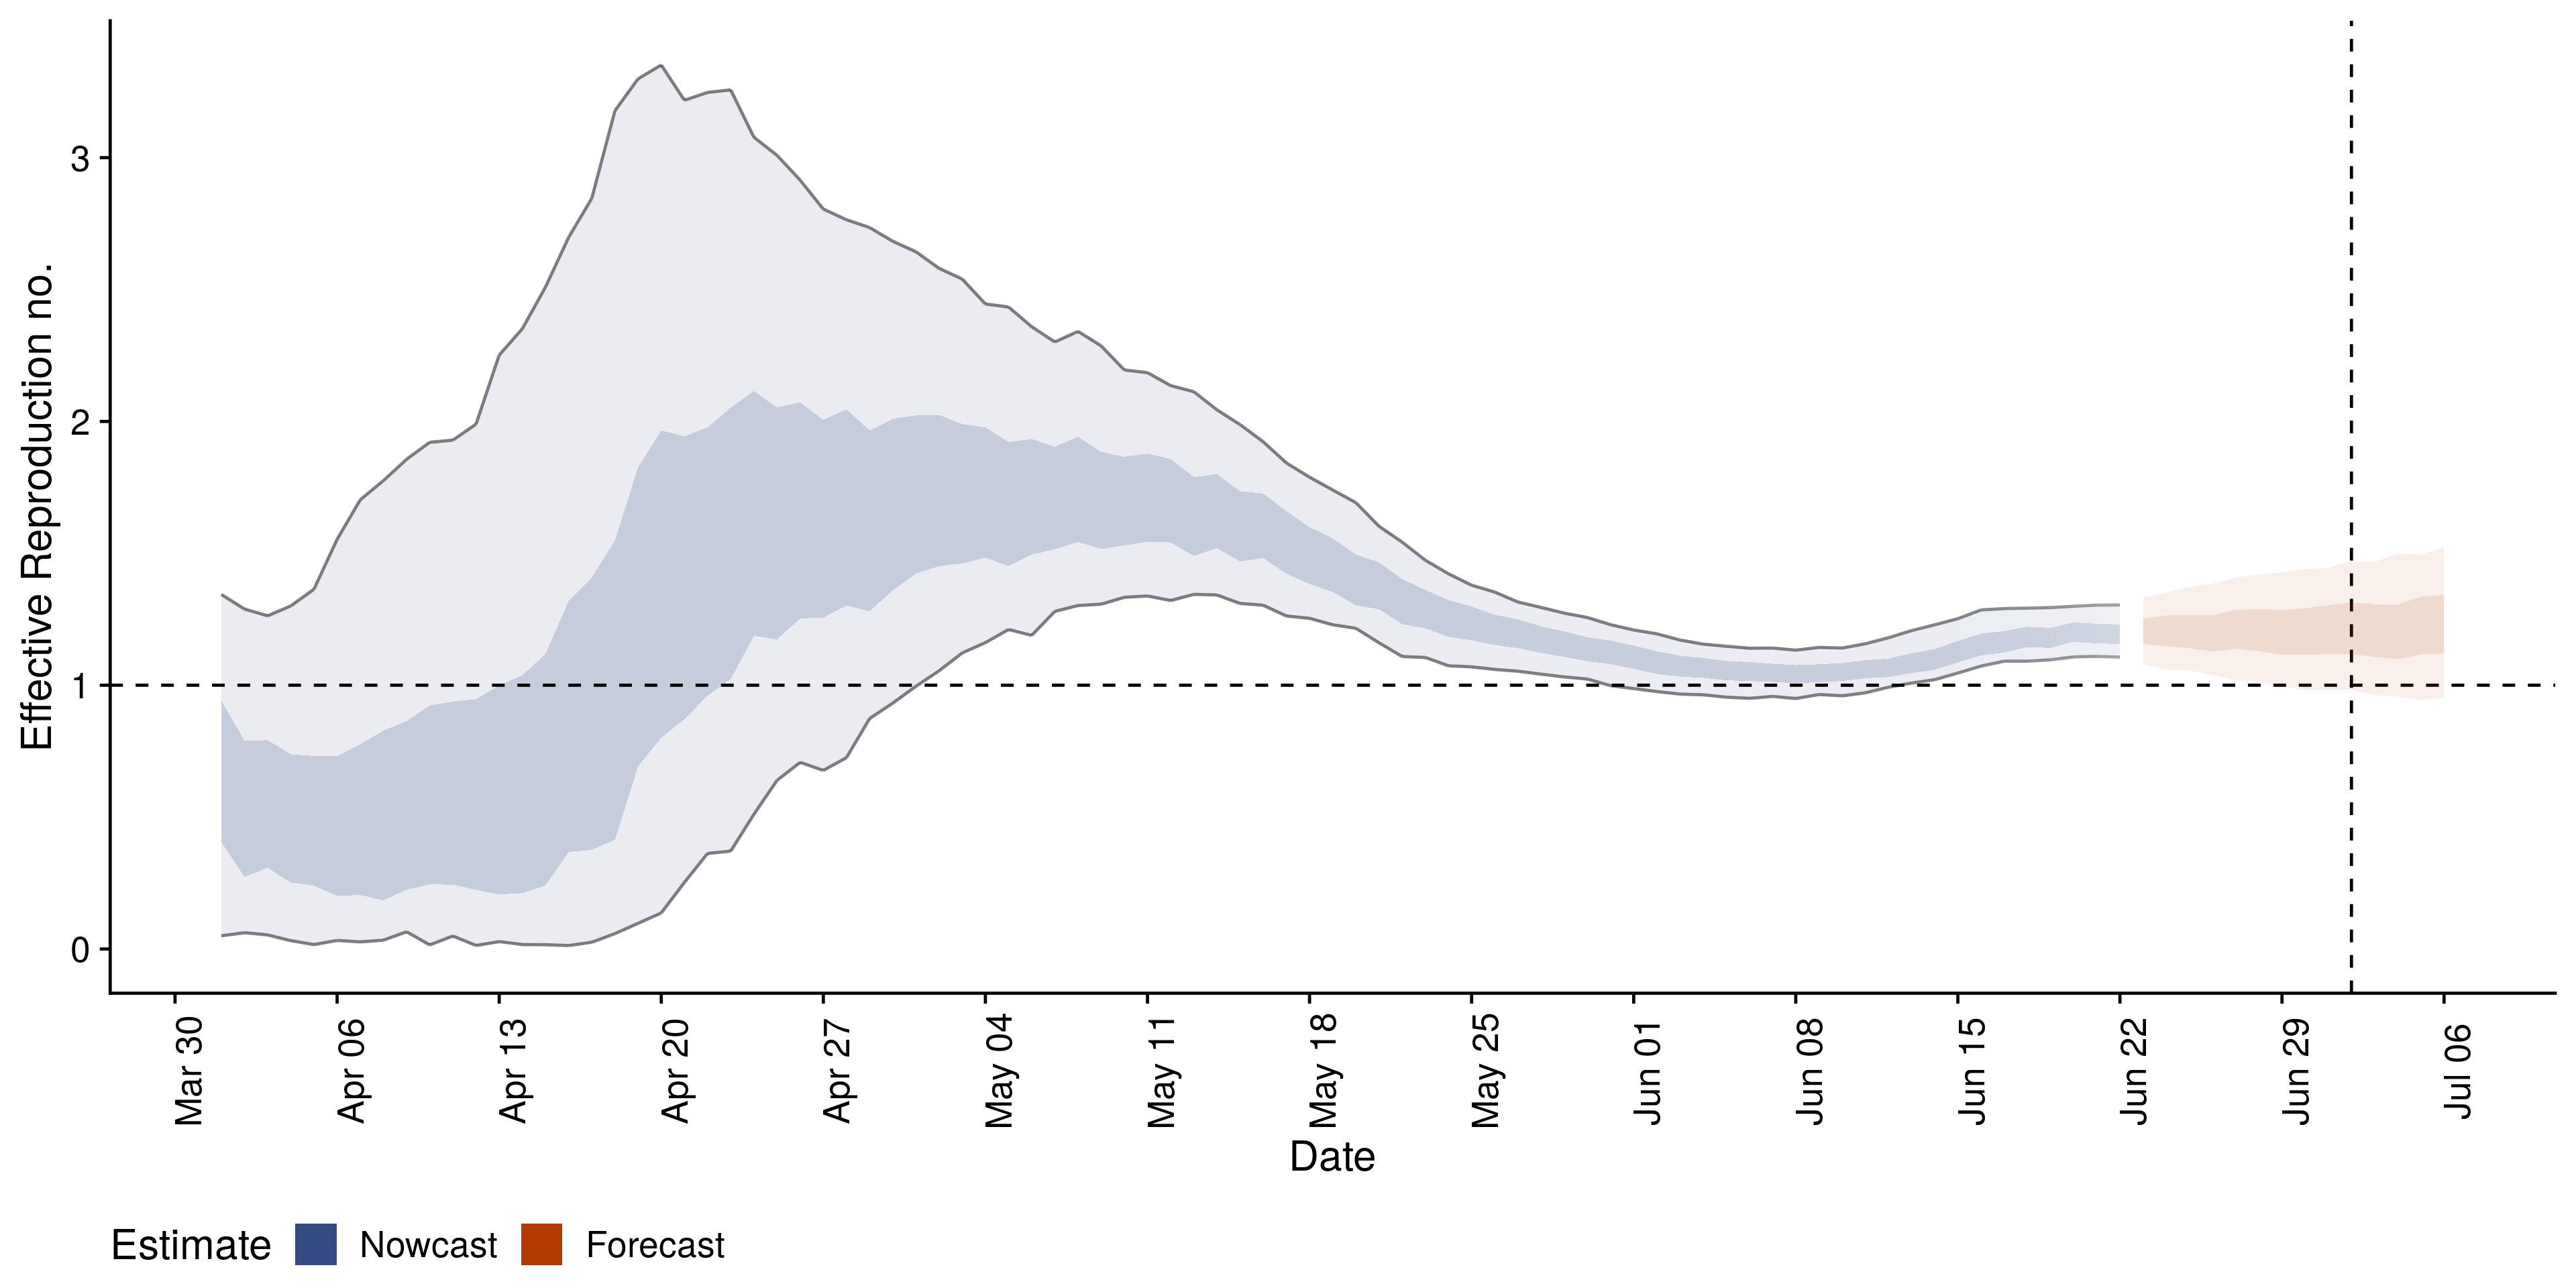 Effective Reproduction no.
3
2
1
0
Mar 30
Apr 06
Apr 13
Apr 20
Apr 27
May 04
May 11
May 18
May 25
Jun 01
Jun 08
Jun 15
Jun 22
Jun 29
Jul 06
Date
Estimate Nowcast Forecast